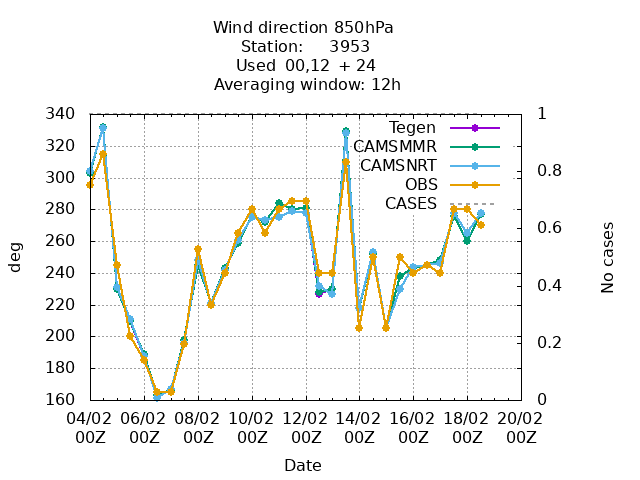 Wind direction 850hPa
Station: 3953
Used 00,12 + 24
Averaging window: 12h
340
320
300
280
260
240
220
200
180
160
deg
1
0.8
0.6
0.4
0.2
0
No cases
Tegen
CAMSMMR
CAMSNRT
OBS
CASES
04/02 06/02 08/02 10/02 12/02 14/02 16/02 18/02 20/02
00Z 00Z 00Z 00Z 00Z 00Z 00Z 00Z 00Z
Date